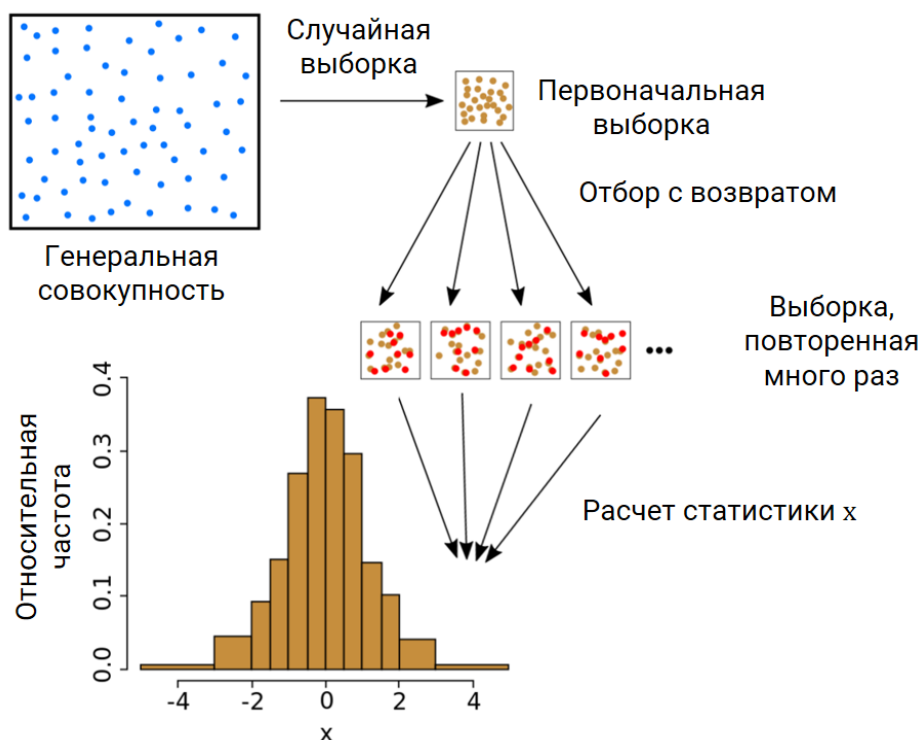 Случайная
выборка
Первоначальная
выборка
Отбор с возвратом
Генеральная
совокупность
Выборка,
повторенная
много раз
•••
Расчет статистики x
Относительная
частота
0.4
0.3
0.2
0.1
0.0
-4 -2 0 2 4
x